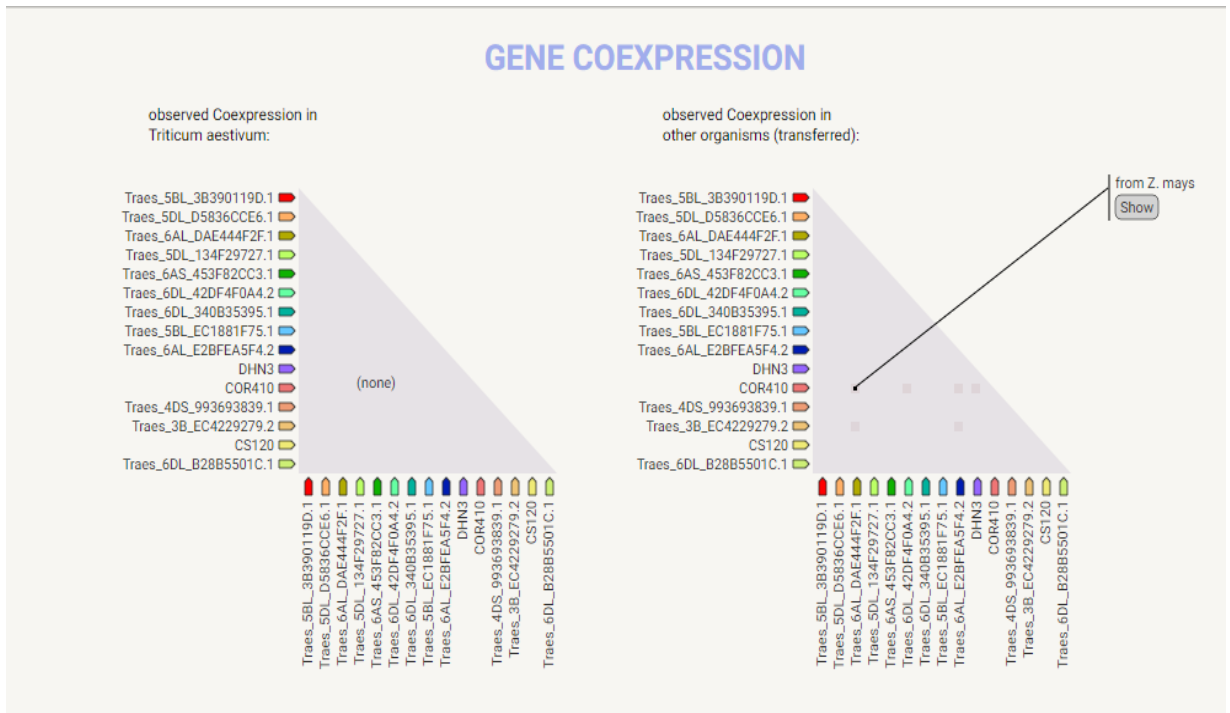 GENE COEXPRESSION
observed Coexpression in
Triticum aestivum:
Traes_5BL_3B390119D.1
Traes_5DL_D5836CCE6.1
Traes_6AL_DAE444F2F.1
Traes_5DL_134F29727.1
Traes_6AS_453F82CC3.1
Traes_6DL_42DF4F0A4.2
Traes_6DL_340B35395.1
Traes_5BL_EC1881F75.1
Traes_6AL_E2BFEA5F4.2
DHN3
COR410
(none)
Traes_4DS_993693839.1
Traes_3B_EC4229279.2
CS120
Traes_6DL_B28B5501C.1
Traes_5BL_3B390119D.1
Traes_5DL_D5836CCE6.1
Traes_6AL_DAE444F2F.1
Traes_5DL_134F29727.1
Traes_6AS_453F82CC3.1
Traes_6DL_42DF4F0A4.2
Traes_6DL_340B35395.1
Traes_5BL_EC1881F75.1
Traes_6AL_E2BFEA5F4.2
DHN3
COR410
Traes_4DS_993693839.1
Traes_3B_EC4229279.2
CS120
Traes_6DL_B28B5501C.1
observed Coexpression in
other organisms (transferred):
from Z. mays
Show
Traes_5BL_3B390119D.1
Traes_5DL_D5836CCE6.1
Traes_6AL_DAE444F2F.1
Traes_5DL_134F29727.1
Traes_6AS_453F82CC3.1
Traes_6DL_42DF4F0A4.2
Traes_6DL_340B35395.1
Traes_5BL_EC1881F75.1
Traes_6AL_E2BFEA5F4.2
DHN3
COR410
Traes_4DS_993693839.1
Traes_3B_EC4229279.2
CS120
Traes_6DL_B28B5501C.1
Traes_5BL_3B390119D.1
Traes_5DL_D5836CCE6.1
Traes_6AL_DAE444F2F.1
Traes_5DL_134F29727.1
Traes_6AS_453F82CC3.1
Traes_6DL_42DF4F0A4.2
Traes_6DL_340B35395.1
Traes_5BL_EC1881F75.1
Traes_6AL_E2BFEA5F4.2
DHN3
COR410
Traes_4DS_993693839.1
Traes_3B_EC4229279.2
CS120
Traes_6DL_B28B5501C.1